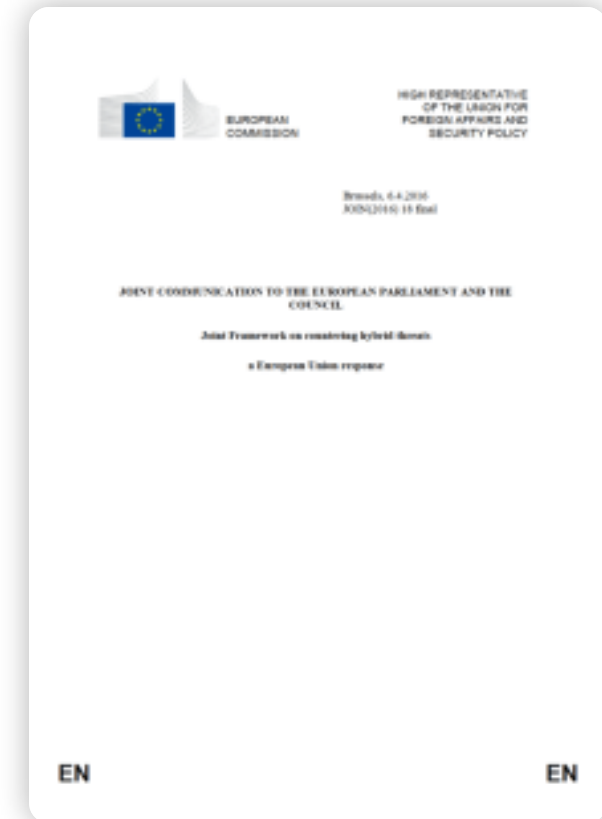 EUROPEAN
COMMISSION
HIGH REPRESENTATIVE
OF THE UNION FOR
FOREIGN AFFAIRS AND
SECURITY POLICY
Brussels, 6.4.2016
JOIN(2016) 18 final
JOINT COMMUNICATION TO THE EUROPEAN PARLIAMENT AND THE
COUNCIL
Joint Framework on countering hybrid threats
a European Union response
EN
EN